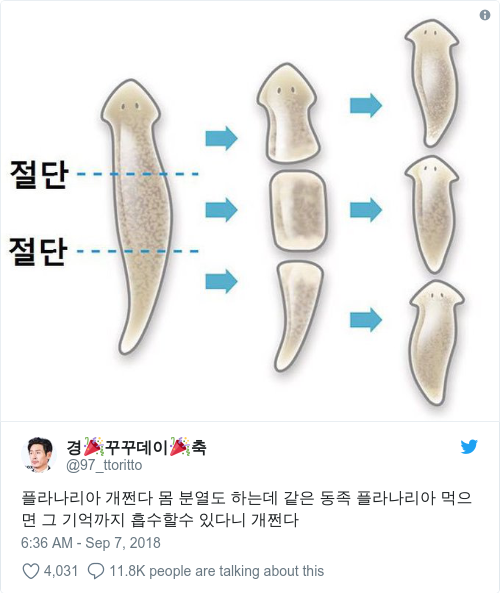 절단
절단
경🎉꾸꾸데이🎉축
@97_ttoritto
플라나리아 개쩐다 몸 분열도 하는데 같은 동족 플라나리아 먹으
면 그 기억까지 흡수할수 있다니 개쩐다
6:36 AM - Sep 7, 2018
4,031 11.8K people are talking about this